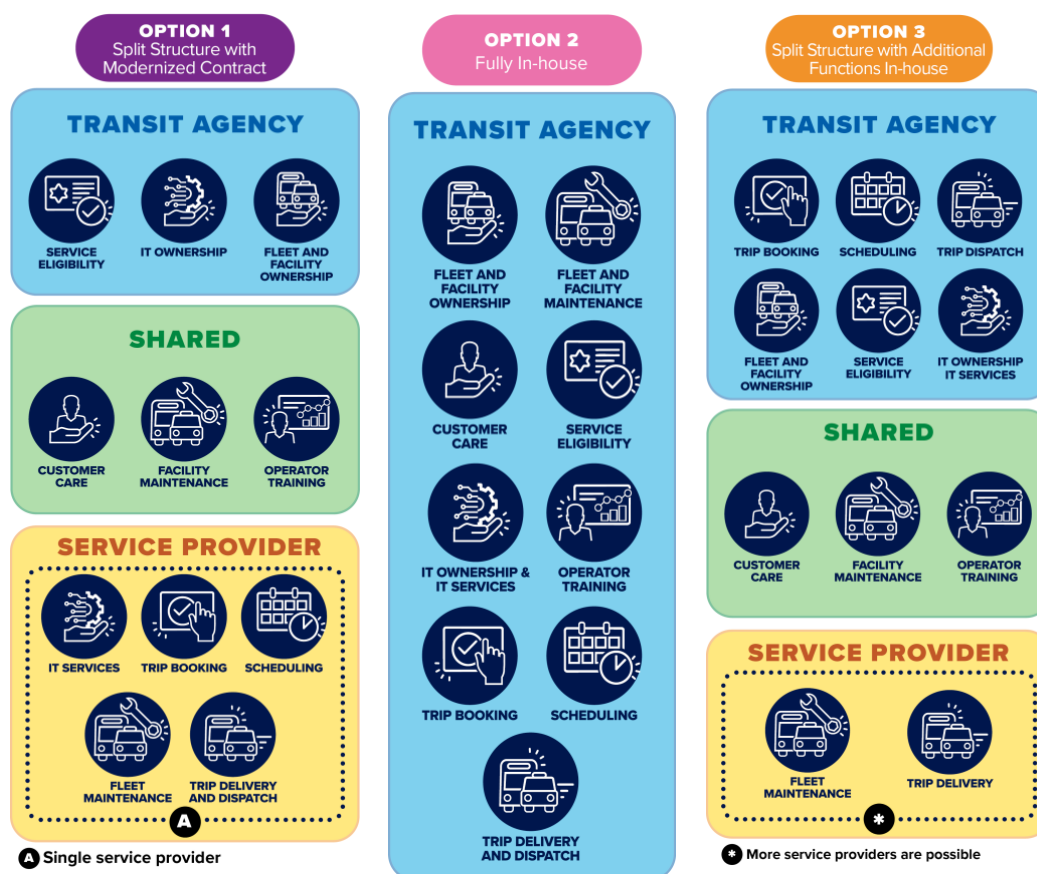 OPTION 1
Split Structure with
Modernized Contract
TRANSIT AGENCY
SERVICE
ELIGIBILITY
IT OWNERSHIP
FLEET AND
FACILITY
OWNERSHIP
SHARED
CUSTOMER
CARE
FACILITY
MAINTENANCE
OPERATOR
TRAINING
SERVICE PROVIDER
IT SERVICES
TRIP BOOKING
SCHEDULING
FLEET
MAINTENANCE
TRIP DELIVERY
AND DISPATCH
A
A Single service provider
OPTION 2
Fully In-house
TRANSIT AGENCY
FLEET AND
FACILITY
OWNERSHIP
FLEET AND
FACILITY
MAINTENANCE
CUSTOMER
CARE
SERVICE
ELIGIBILITY
IT OWNERSHIP &
IT SERVICES
OPERATOR
TRAINING
TRIP BOOKING
SCHEDULING
TRIP DELIVERY
AND DISPATCH
OPTION 3
Split Structure with Additional
Functions In-house
TRANSIT AGENCY
TRIP BOOKING
SCHEDULING
TRIP DISPATCH
FLEET AND
FACILITY
OWNERSHIP
SERVICE
ELIGIBILITY
IT OWNERSHIP
IT SERVICES
SHARED
CUSTOMER
CARE
FACILITY
MAINTENANCE
OPERATOR
TRAINING
SERVICE PROVIDER
FLEET
MAINTENANCE
TRIP DELIVERY
*
* More service providers are possible